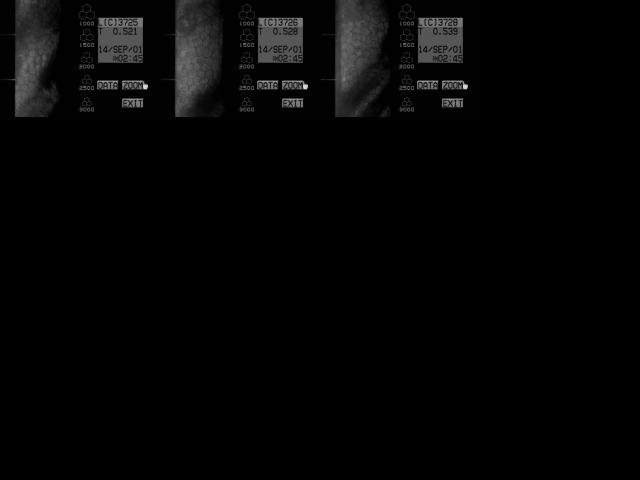 1000
L(C)3725
T 0.521
1500
14/SEP/01
02:45
2000
2500
DATA ZOOM
EXIT
3000
1000
L(C)3726
T 0.528
1500
14/SEP/01
02:45
2000
2500
DATA ZOOM
EXIT
3000
1000
L(C)3728
T 0.539
1500
14/SEP/01
02:45
2000
2500
DATA ZOOM
EXIT
3000